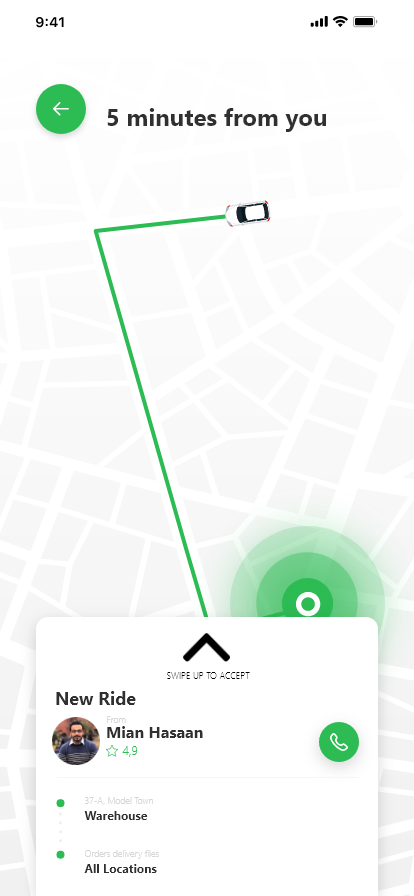 9:41
5 minutes from you
SWIPE UP TO ACCEPT
New Ride
From
Mian Hasaan
4,9
37-A, Model Town
Warehouse
Orders delivery files
All Locations